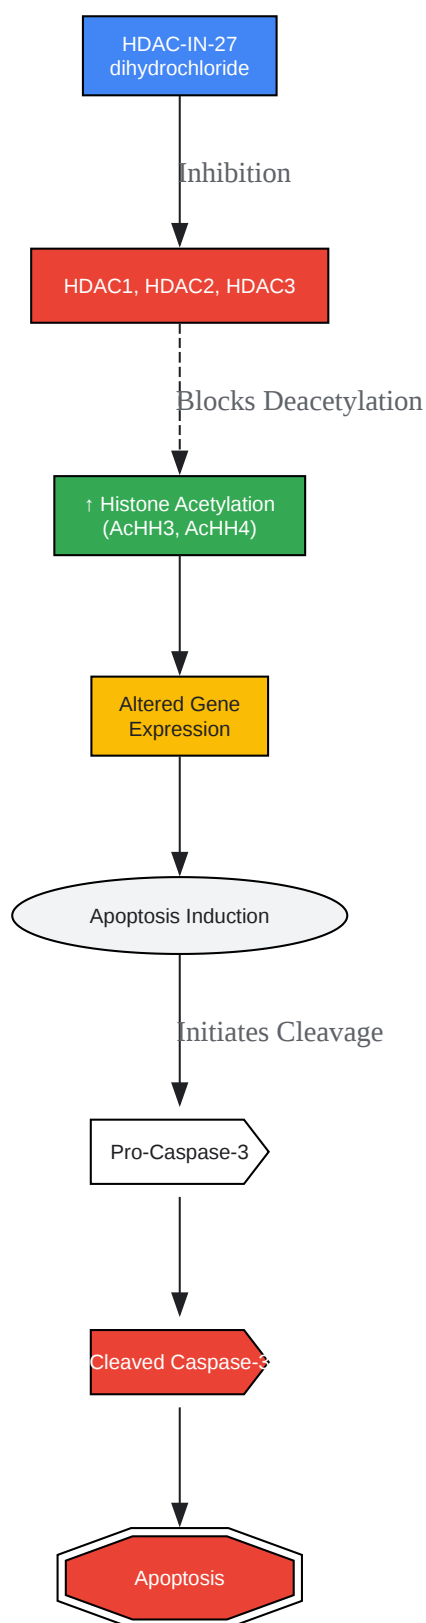 HDAC-IN-27
dihydrochloride
Inhibition
HDAC1, HDAC2, HDAC3
Blocks Deacetylation
↑ Histone Acetylation
(AcHH3, AcHH4)
Altered Gene
Expression
Apoptosis Induction
Initiates Cleavage
Pro-Caspase-3
Cleaved Caspase-3
Apoptosis